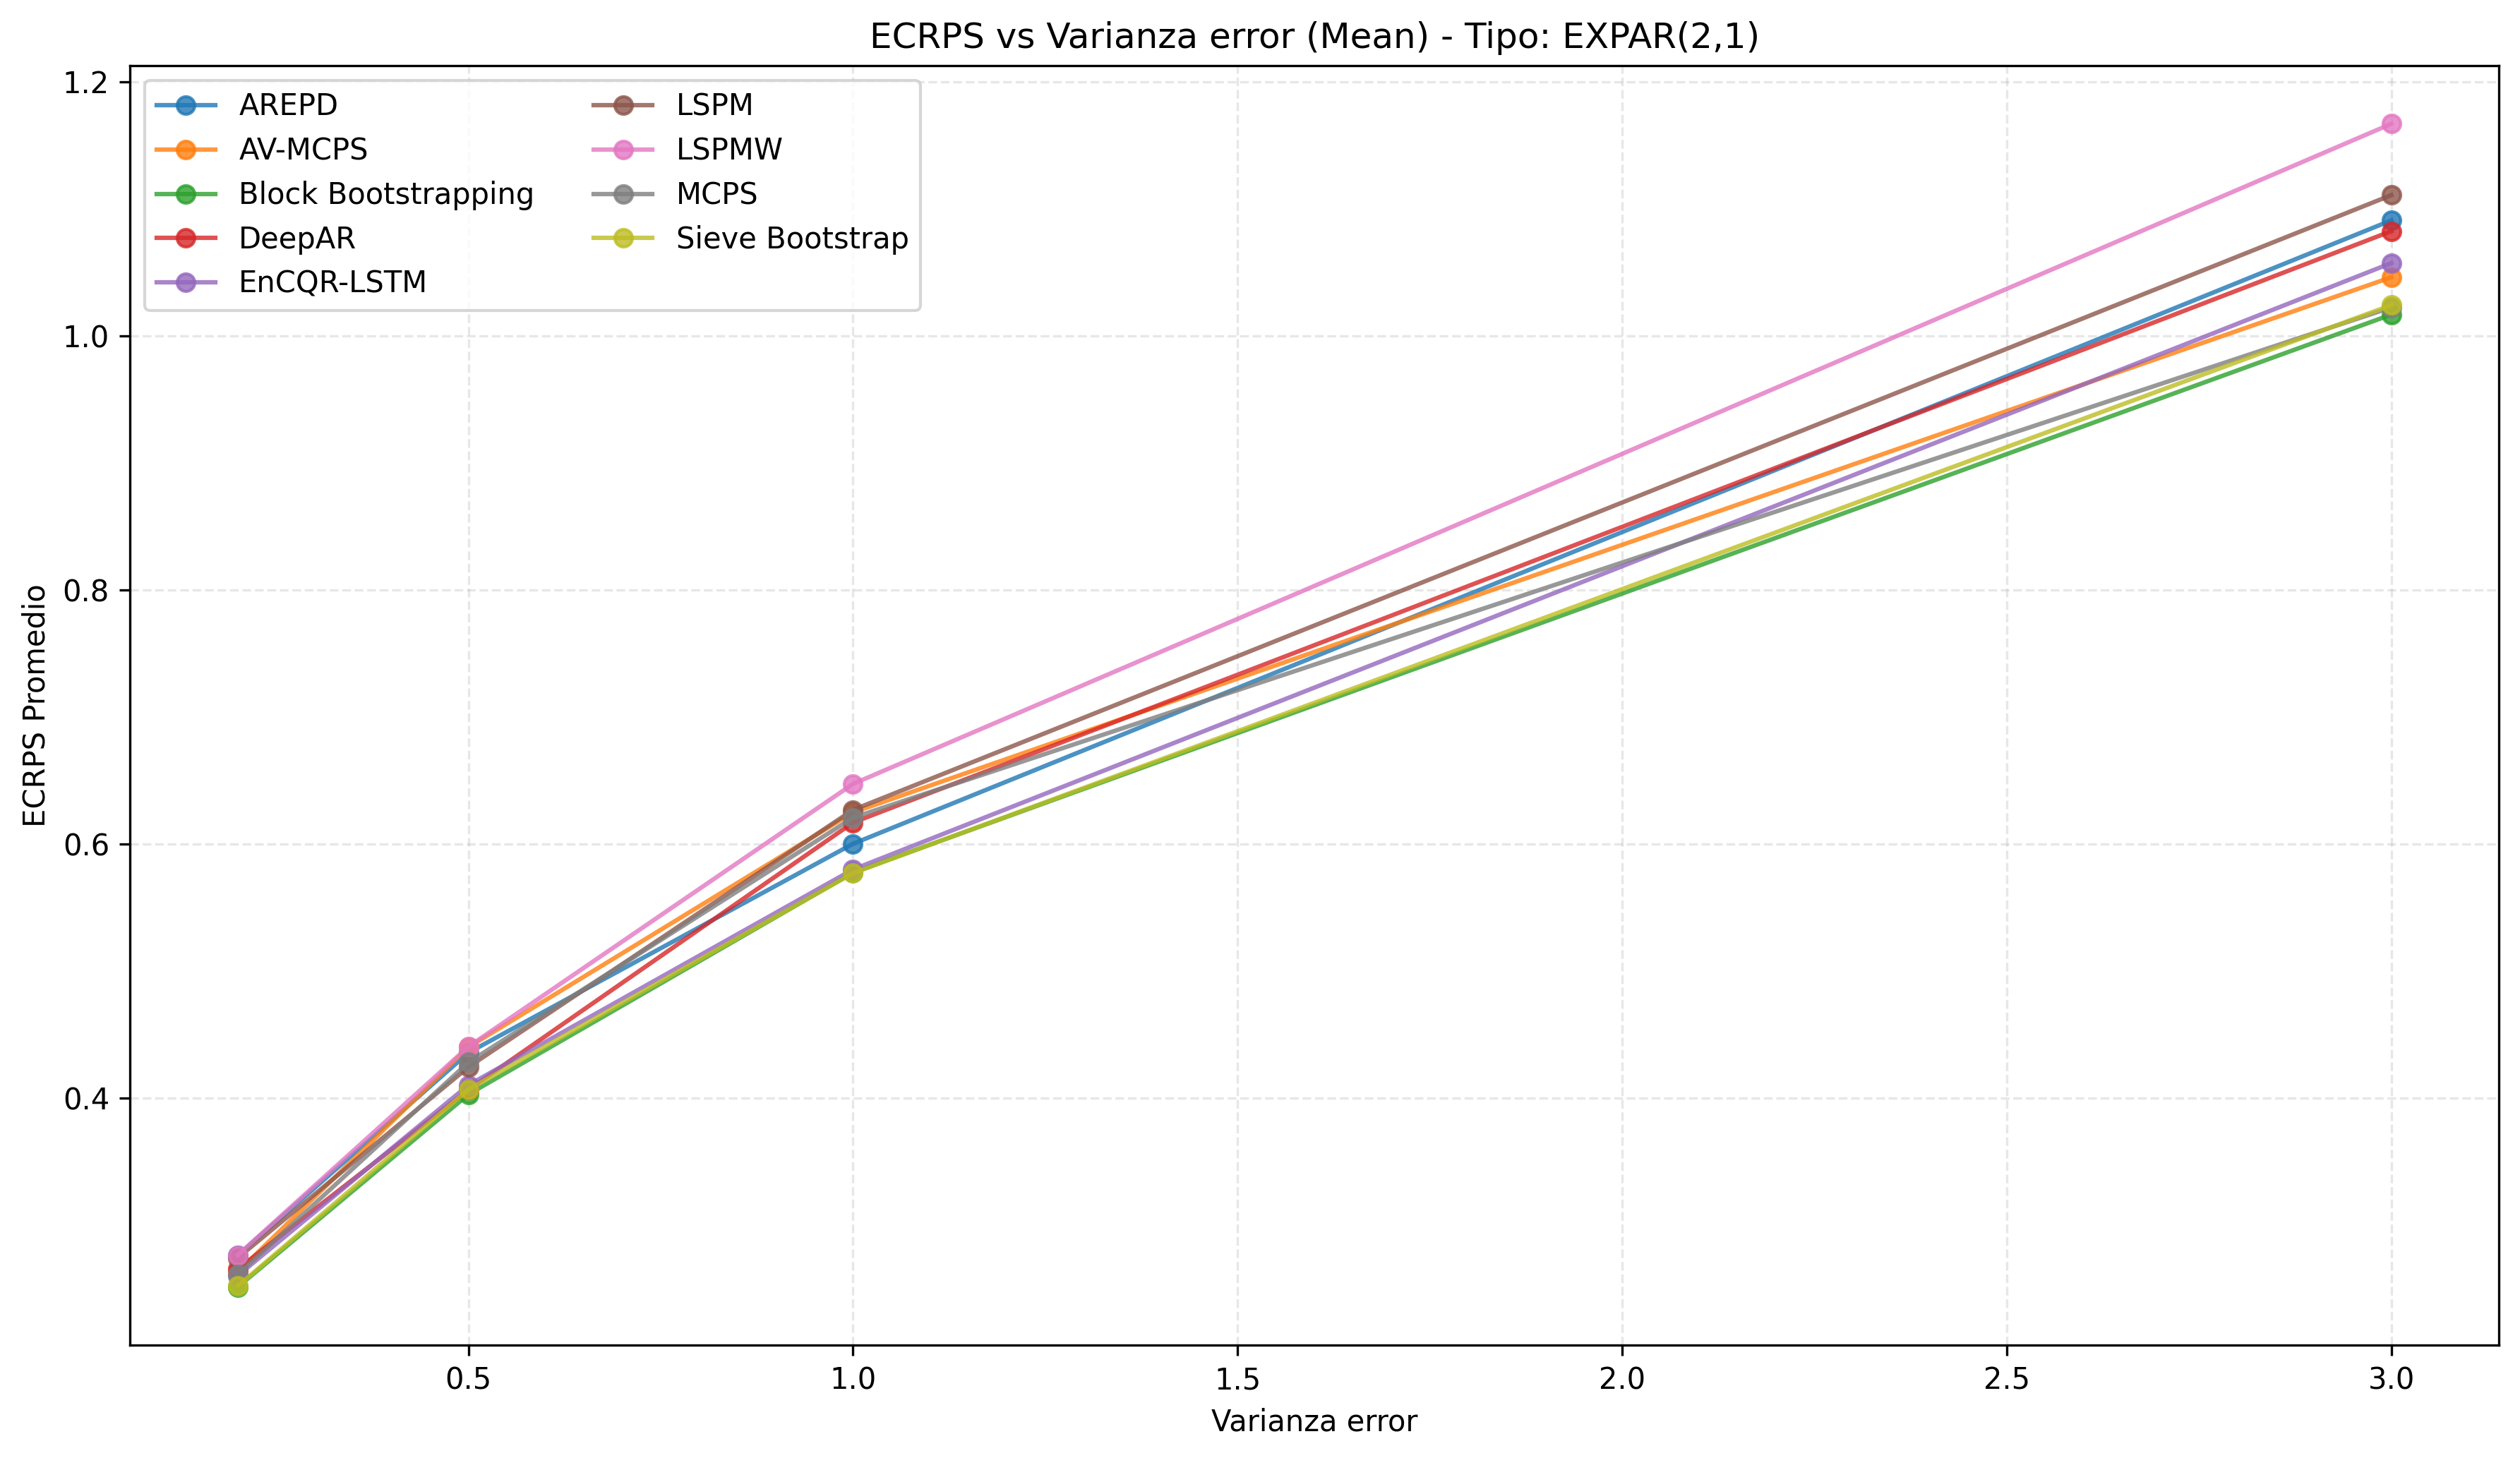 ECRPS vs Varianza error (Mean) - Tipo: EXPAR(2,1)
AREPD
AV-MCPS
Block Bootstrapping
DeepAR
EnCQR-LSTM
LSPM
LSPMW
MCPS
Sieve Bootstrap
ECRPS Promedio
1.2
1.0
0.8
0.6
0.4
0.5
1.0
1.5
2.0
2.5
3.0
Varianza error